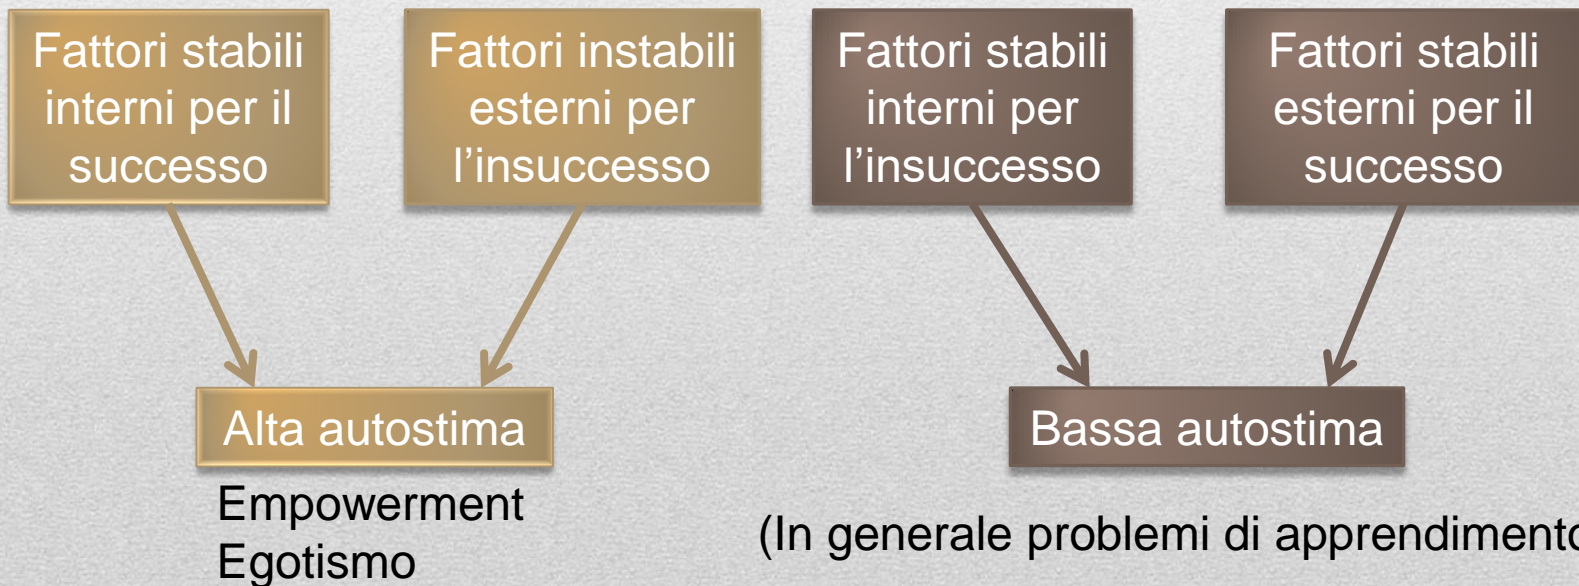 Fattori stabili
interni per il
successo
Fattori instabili
esterni per
l’insuccesso
Fattori stabili
interni per
l’insuccesso
Fattori stabili
esterni per il
successo
Alta autostima
Bassa autostima
Empowerment
Egotismo
(In generale problemi di apprendimento